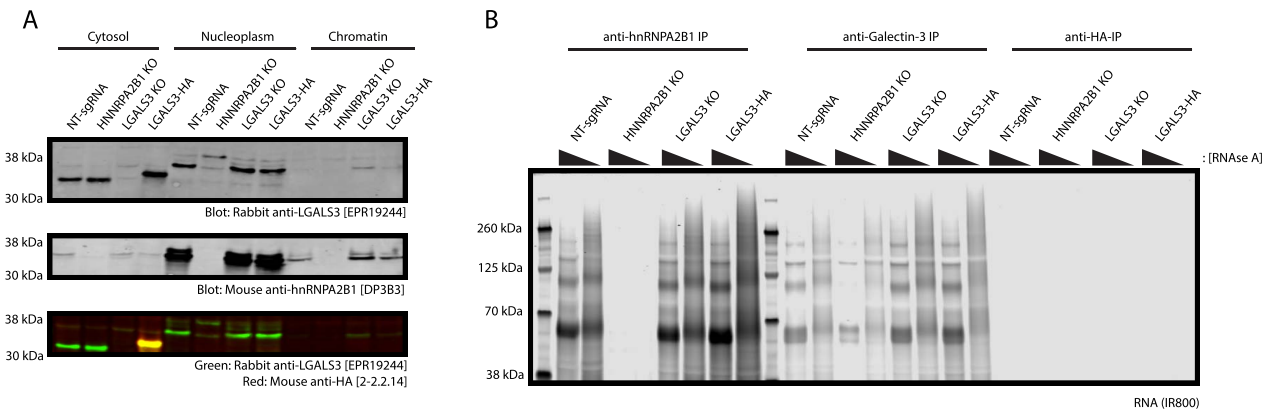 A
Cytosol
Nucleoplasm
Chromatin
NT-sgRNA
HNNRPA2B1 KO
LGALS3 KO
LGALS3-HA
NT-sgRNA
HNNRPA2B1 KO
LGALS3 KO
LGALS3-HA
NT-sgRNA
HNNRPA2B1 KO
LGALS3 KO
LGALS3-HA
38 kDa
30 kDa
Blot: Rabbit anti-LGALS3 [EPR19244]
38 kDa
30 kDa
Blot: Mouse anti-hnRNPA2B1 [DP3B3]
38 kDa
30 kDa
Green: Rabbit anti-LGALS3 [EPR19244]
Red: Mouse anti-HA [2-2.2.14]
B
anti-hnRNPA2B1 IP
anti-Galectin-3 IP
anti-HA-IP
NT-sgRNA
HNNRPA2B1 KO
LGALS3 KO
LGALS3-HA
NT-sgRNA
HNNRPA2B1 KO
LGALS3 KO
LGALS3-HA
NT-sgRNA
HNNRPA2B1 KO
LGALS3 KO
LGALS3-HA
: [RNAse A]
260 kDa
125 kDa
70 kDa
38 kDa
RNA (IR800)